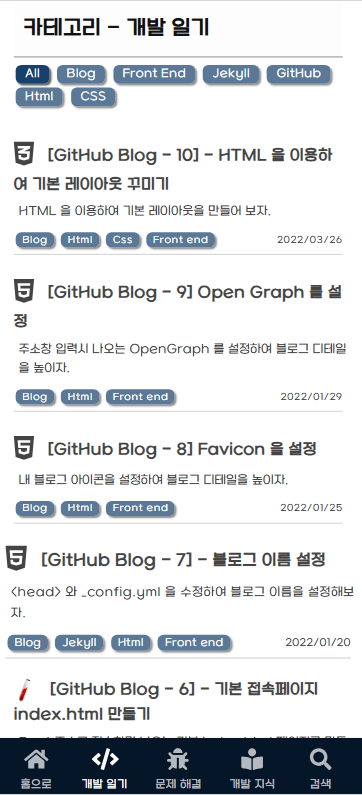 카테고리 - 개발 일기
All Blog Front End Jekyll GitHub
Html CSS
[GitHub Blog - 10] - HTML 을 이용하
여 기본 레이아웃 꾸미기
HTML 을 이용하여 기본 레이아웃을 만들어 보자.
Blog Html Css Front end 2022/03/26
[GitHub Blog - 9] Open Graph 를 설
정
주소창 입력시 나오는 OpenGraph 를 설정하여 블로그 디테일
을 높이자.
Blog Html Front end 2022/01/29
[GitHub Blog - 8] Favicon 을 설정
내 블로그 아이콘을 설정하여 블로그 디테일을 높이자.
Blog Html Front end 2022/01/25
[GitHub Blog - 7] - 블로그 이름 설정
<head> 와 _config.yml 을 수정하여 블로그 이름을 설정해보
자.
Blog Jekyll Html Front end 2022/01/20
[GitHub Blog - 6] - 기본 접속페이지
index.html 만들기
홈으로 개발 일기 문제 해결 개발 지식 검색